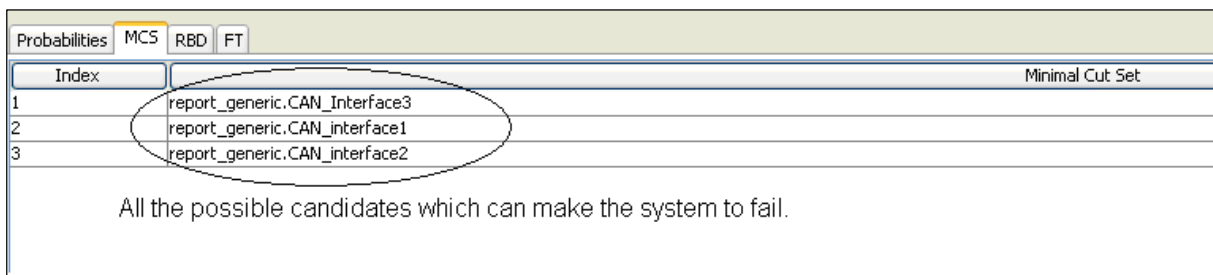 Probabilities MCS RBD FT
Index Minimal Cut Set
1 report_generic.CAN_Interface3
2 report_generic.CAN_interface1
3 report_generic.CAN_interface2
All the possible candidates which can make the system to fail.